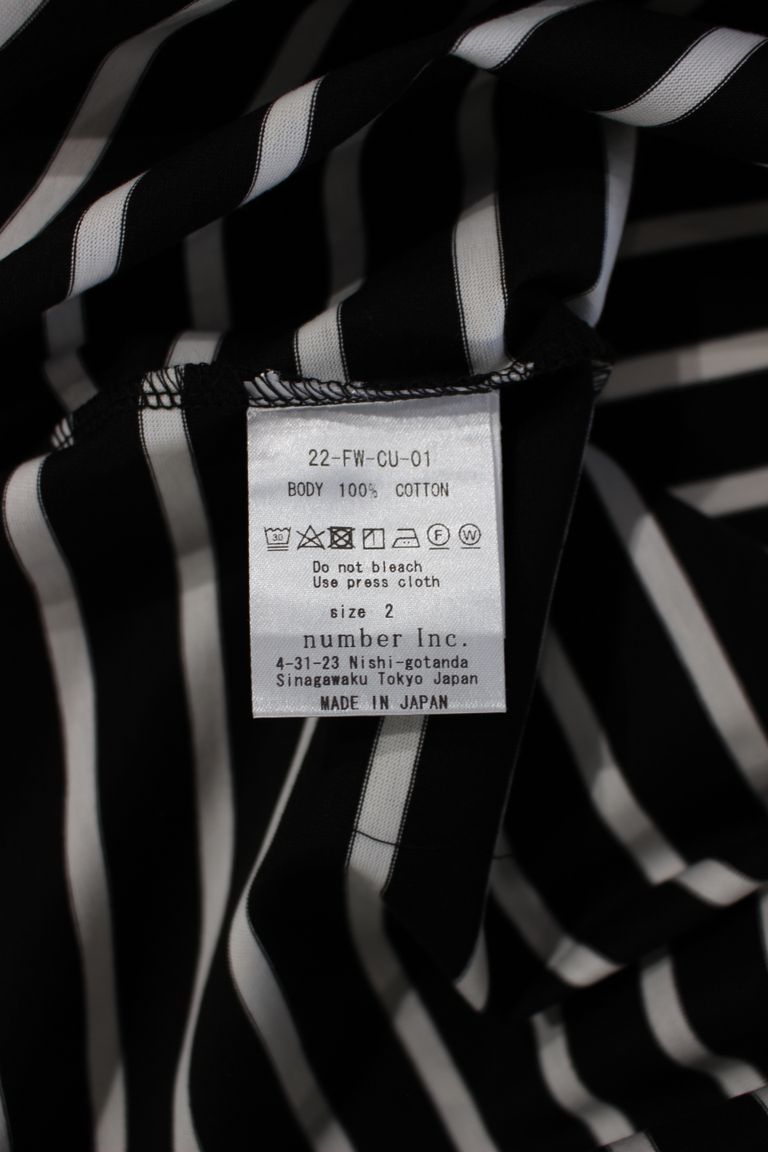 22-FW-CU-01
BODY 100% COTTON
30 F W
Do not bleach
Use press cloth
size 2
number Inc.
4-31-23 Nishi-gotanda
Sinagawaku Tokyo Japan
MADE IN JAPAN